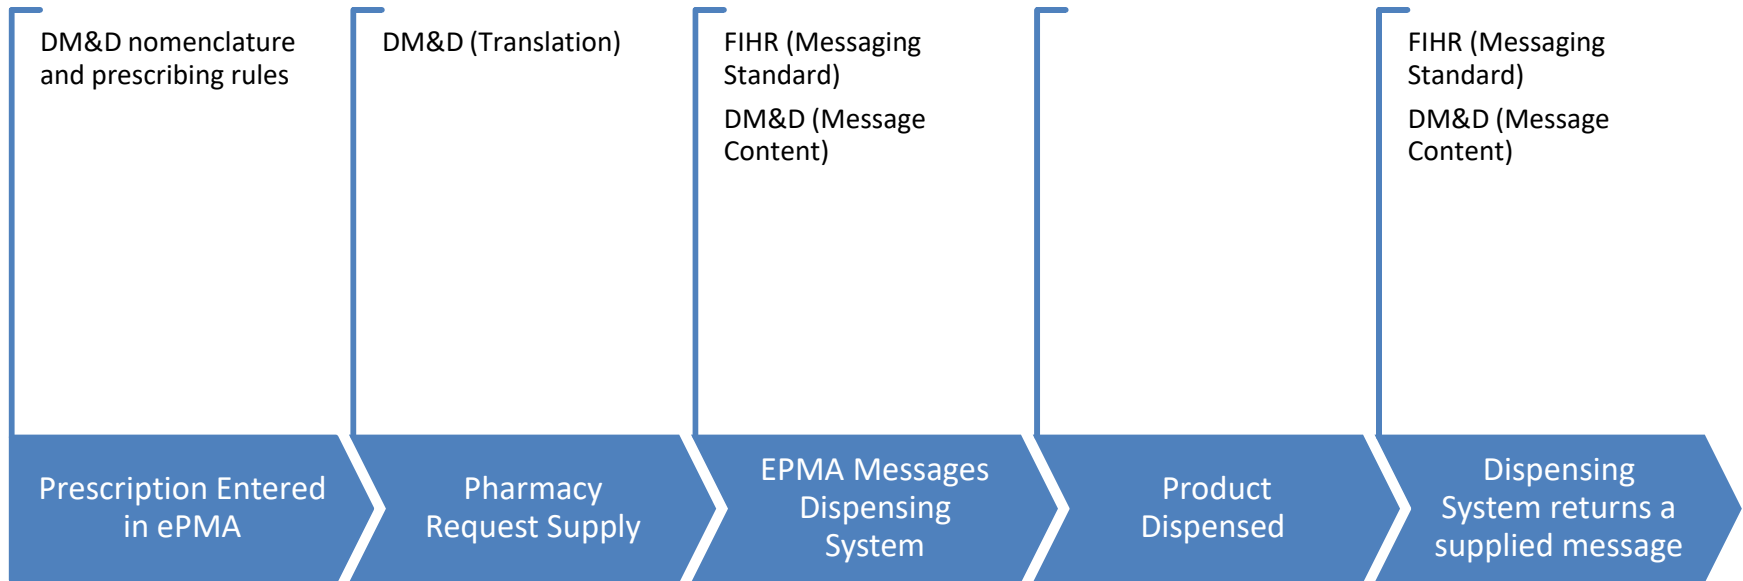 DM&D nomenclature
and prescribing rules
DM&D (Translation)
FIHR (Messaging
Standard)
DM&D (Message
Content)
FIHR (Messaging
Standard)
DM&D (Message
Content)
Prescription Entered
in ePMA
Pharmacy
Request Supply
EPMA Messages
Dispensing
System
Product
Dispensed
Dispensing
System returns a
supplied message